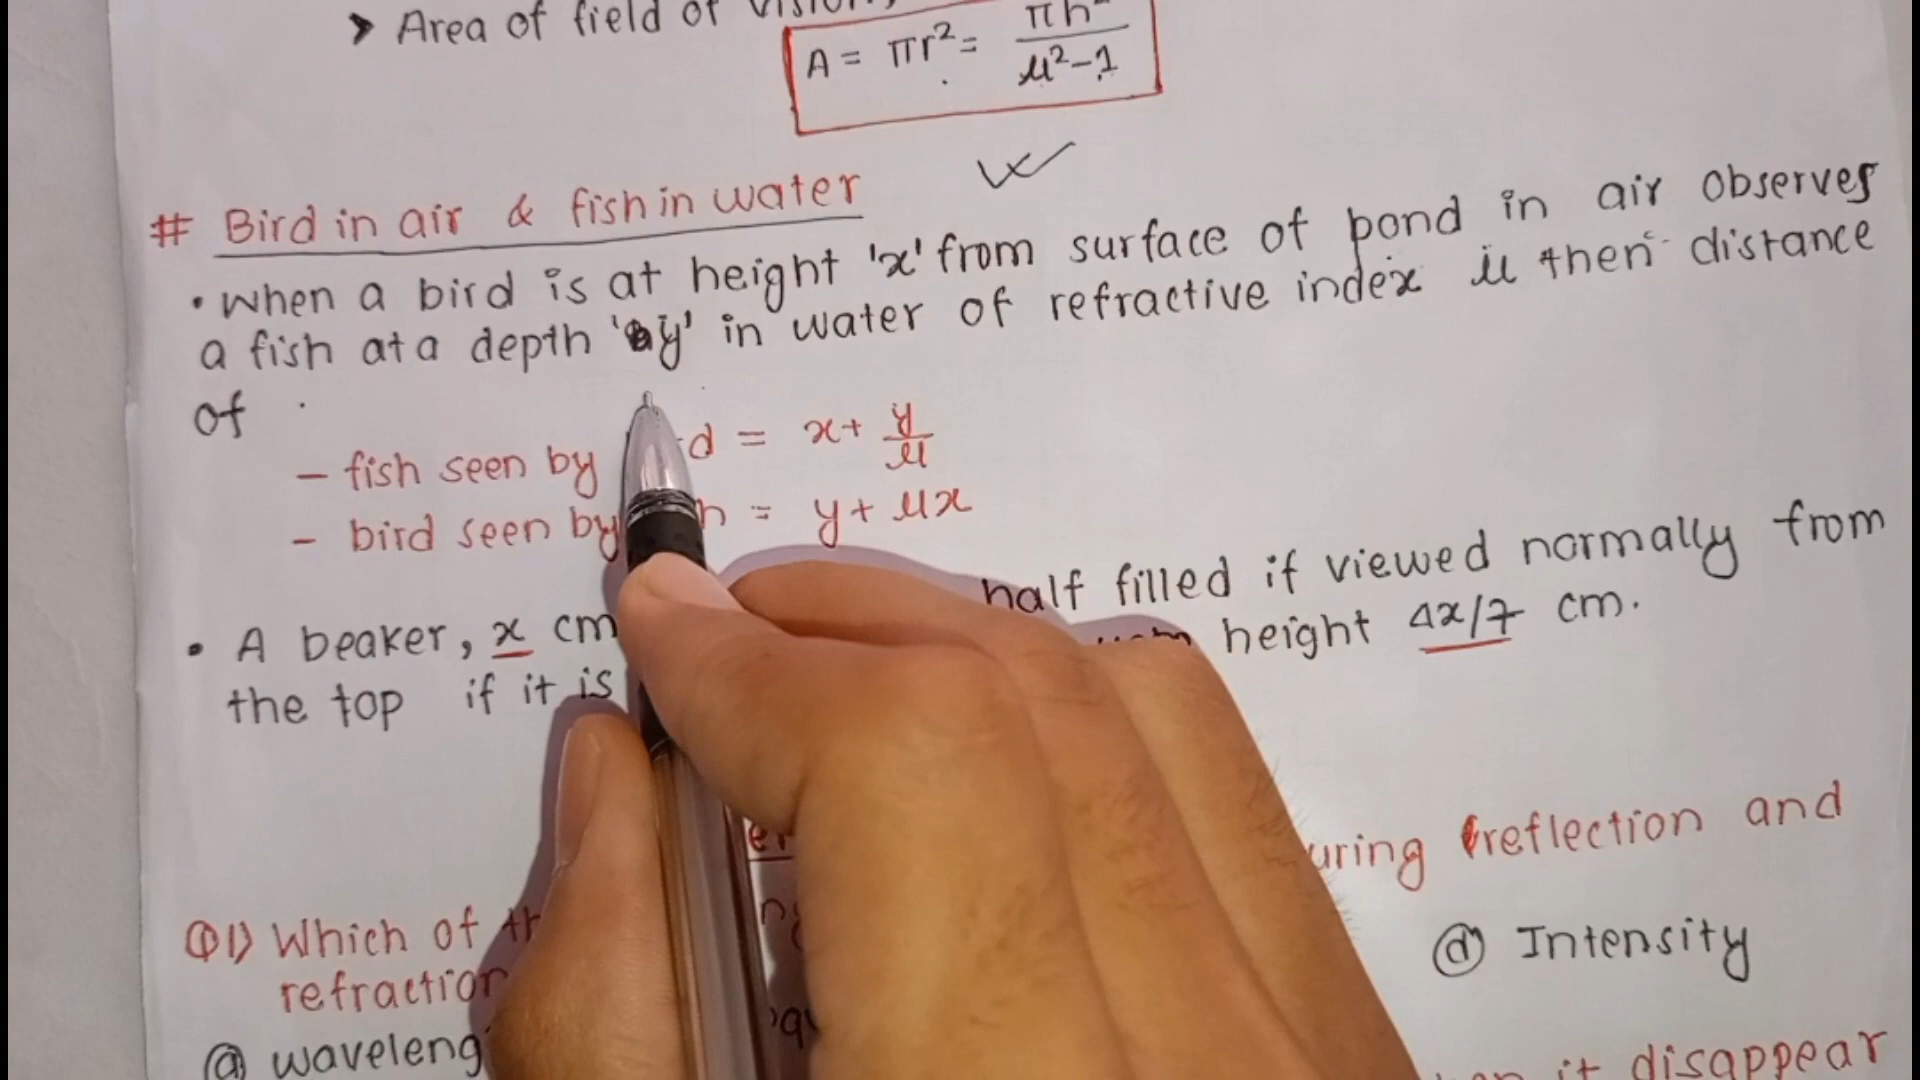 ➤ Area of field of vision,
A = πr² = πh² / μ²-1
# Bird in air & fish in water
• When a bird is at height 'x' from surface of pond in air observes
a fish at a depth 'y' in water of refractive index μ then distance
of
- fish seen by = x + y/μ
- bird seen by = y + μx
• A beaker, x cm half filled if viewed normally from
the top if it is height 4x/7 cm.
reflection and
Q1) Which of
refraction
ⓓ Intensity
ⓐ
it disappear